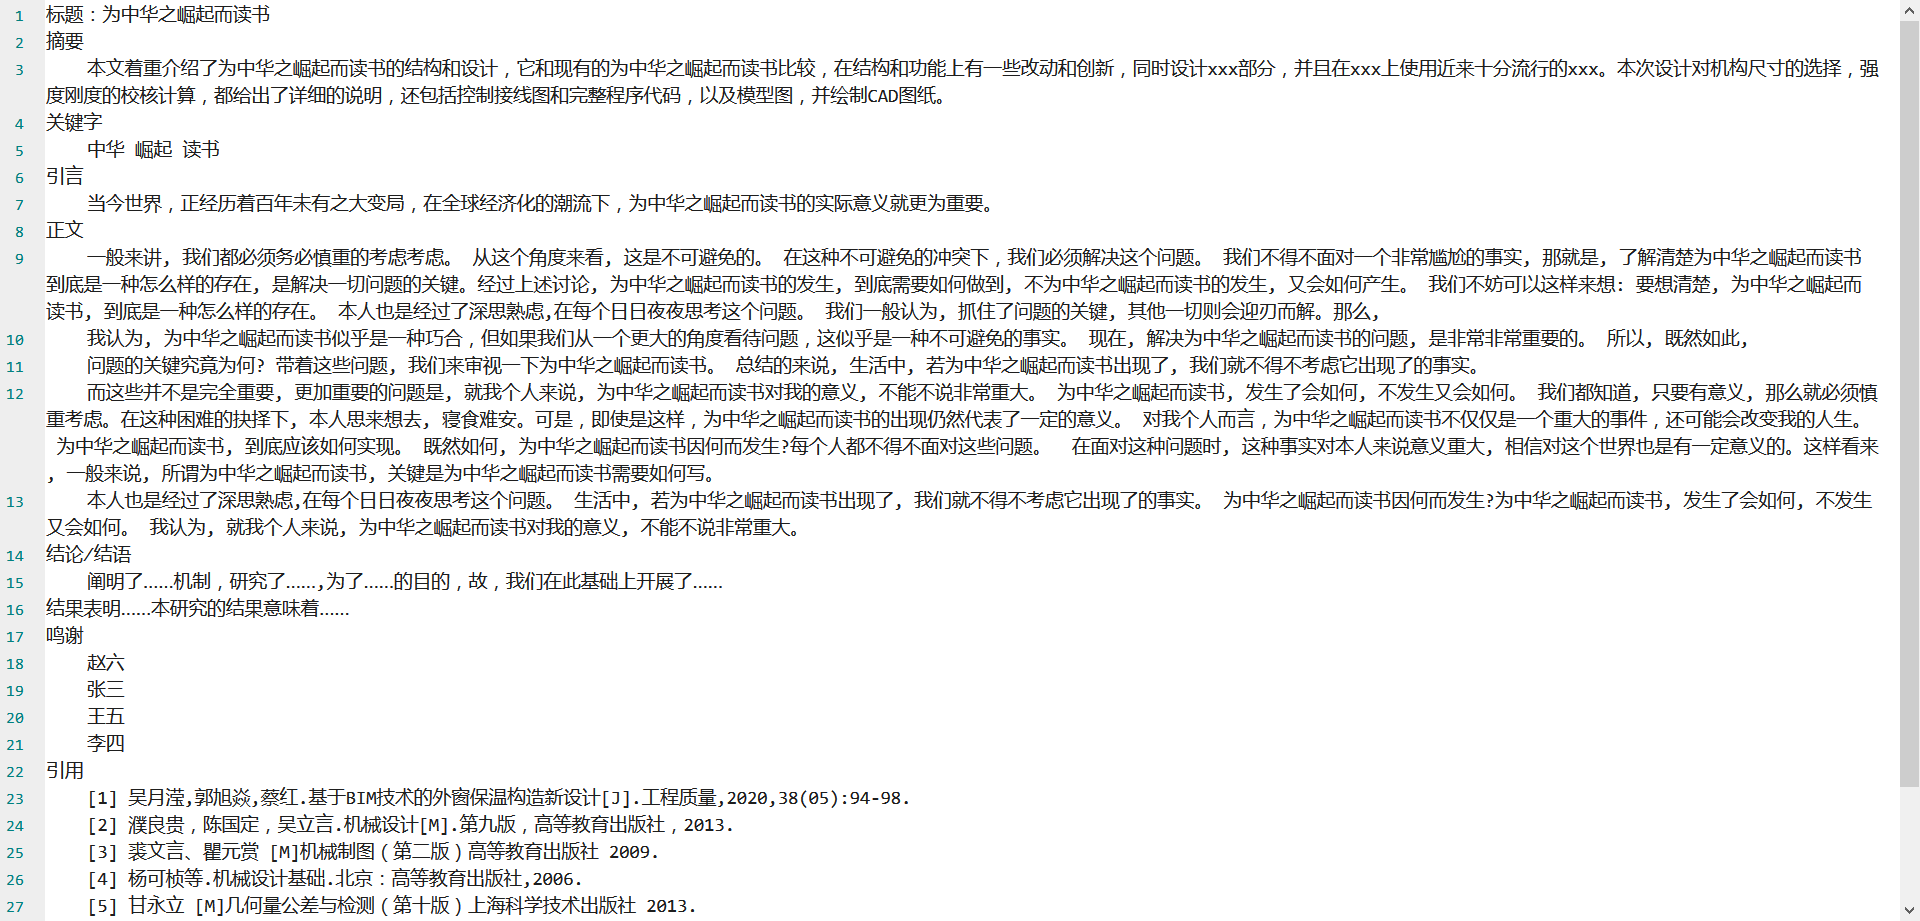 1 标题：为中华之崛起而读书
2 摘要
3 本文着重介绍了为中华之崛起而读书的结构和设计，它和现有的为中华之崛起而读书比较，在结构和功能上有一些改动和创新，同时设计xxx部分，并且在xxx上使用近来十分流行的xxx。本次设计对机构尺寸的选择，强
度刚度的校核计算，都给出了详细的说明，还包括控制接线图和完整程序代码，以及模型图，并绘制CAD图纸。
4 关键字
5 中华 崛起 读书
6 引言
7 当今世界，正经历着百年未有之大变局，在全球经济化的潮流下，为中华之崛起而读书的实际意义就更为重要。
8 正文
9 一般来讲, 我们都必须务必慎重的考虑考虑。 从这个角度来看, 这是不可避免的。 在这种不可避免的冲突下，我们必须解决这个问题。 我们不得不面对一个非常尴尬的事实, 那就是, 了解清楚为中华之崛起而读书
到底是一种怎么样的存在, 是解决一切问题的关键。经过上述讨论, 为中华之崛起而读书的发生, 到底需要如何做到, 不为中华之崛起而读书的发生, 又会如何产生。 我们不妨可以这样来想: 要想清楚, 为中华之崛起而
读书, 到底是一种怎么样的存在。 本人也是经过了深思熟虑,在每个日日夜夜思考这个问题。 我们一般认为, 抓住了问题的关键, 其他一切则会迎刃而解。那么,
10 我认为, 为中华之崛起而读书似乎是一种巧合，但如果我们从一个更大的角度看待问题，这似乎是一种不可避免的事实。 现在, 解决为中华之崛起而读书的问题, 是非常非常重要的。 所以, 既然如此,
11 问题的关键究竟为何? 带着这些问题, 我们来审视一下为中华之崛起而读书。 总结的来说, 生活中, 若为中华之崛起而读书出现了, 我们就不得不考虑它出现了的事实。
12 而这些并不是完全重要, 更加重要的问题是, 就我个人来说, 为中华之崛起而读书对我的意义, 不能不说非常重大。 为中华之崛起而读书, 发生了会如何, 不发生又会如何。 我们都知道, 只要有意义, 那么就必须慎
重考虑。在这种困难的抉择下, 本人思来想去, 寝食难安。可是，即使是这样，为中华之崛起而读书的出现仍然代表了一定的意义。 对我个人而言，为中华之崛起而读书不仅仅是一个重大的事件，还可能会改变我的人生。
为中华之崛起而读书, 到底应该如何实现。 既然如何, 为中华之崛起而读书因何而发生?每个人都不得不面对这些问题。  在面对这种问题时, 这种事实对本人来说意义重大, 相信对这个世界也是有一定意义的。这样看来
, 一般来说, 所谓为中华之崛起而读书, 关键是为中华之崛起而读书需要如何写。
13 本人也是经过了深思熟虑,在每个日日夜夜思考这个问题。 生活中, 若为中华之崛起而读书出现了, 我们就不得不考虑它出现了的事实。 为中华之崛起而读书因何而发生?为中华之崛起而读书, 发生了会如何, 不发生
又会如何。 我认为, 就我个人来说, 为中华之崛起而读书对我的意义, 不能不说非常重大。
14 结论/结语
15 阐明了……机制，研究了……,为了……的目的，故，我们在此基础上开展了……
16 结果表明……本研究的结果意味着……
17 鸣谢
18 赵六
19 张三
20 王五
21 李四
22 引用
23 [1] 吴月滢,郭旭焱,蔡红.基于BIM技术的外窗保温构造新设计[J].工程质量,2020,38(05):94-98.
24 [2] 濮良贵，陈国定，吴立言.机械设计[M].第九版，高等教育出版社，2013.
25 [3] 裘文言、瞿元赏 [M]机械制图（第二版）高等教育出版社 2009.
26 [4] 杨可桢等.机械设计基础.北京：高等教育出版社,2006.
27 [5] 甘永立 [M]几何量公差与检测（第十版）上海科学技术出版社 2013.